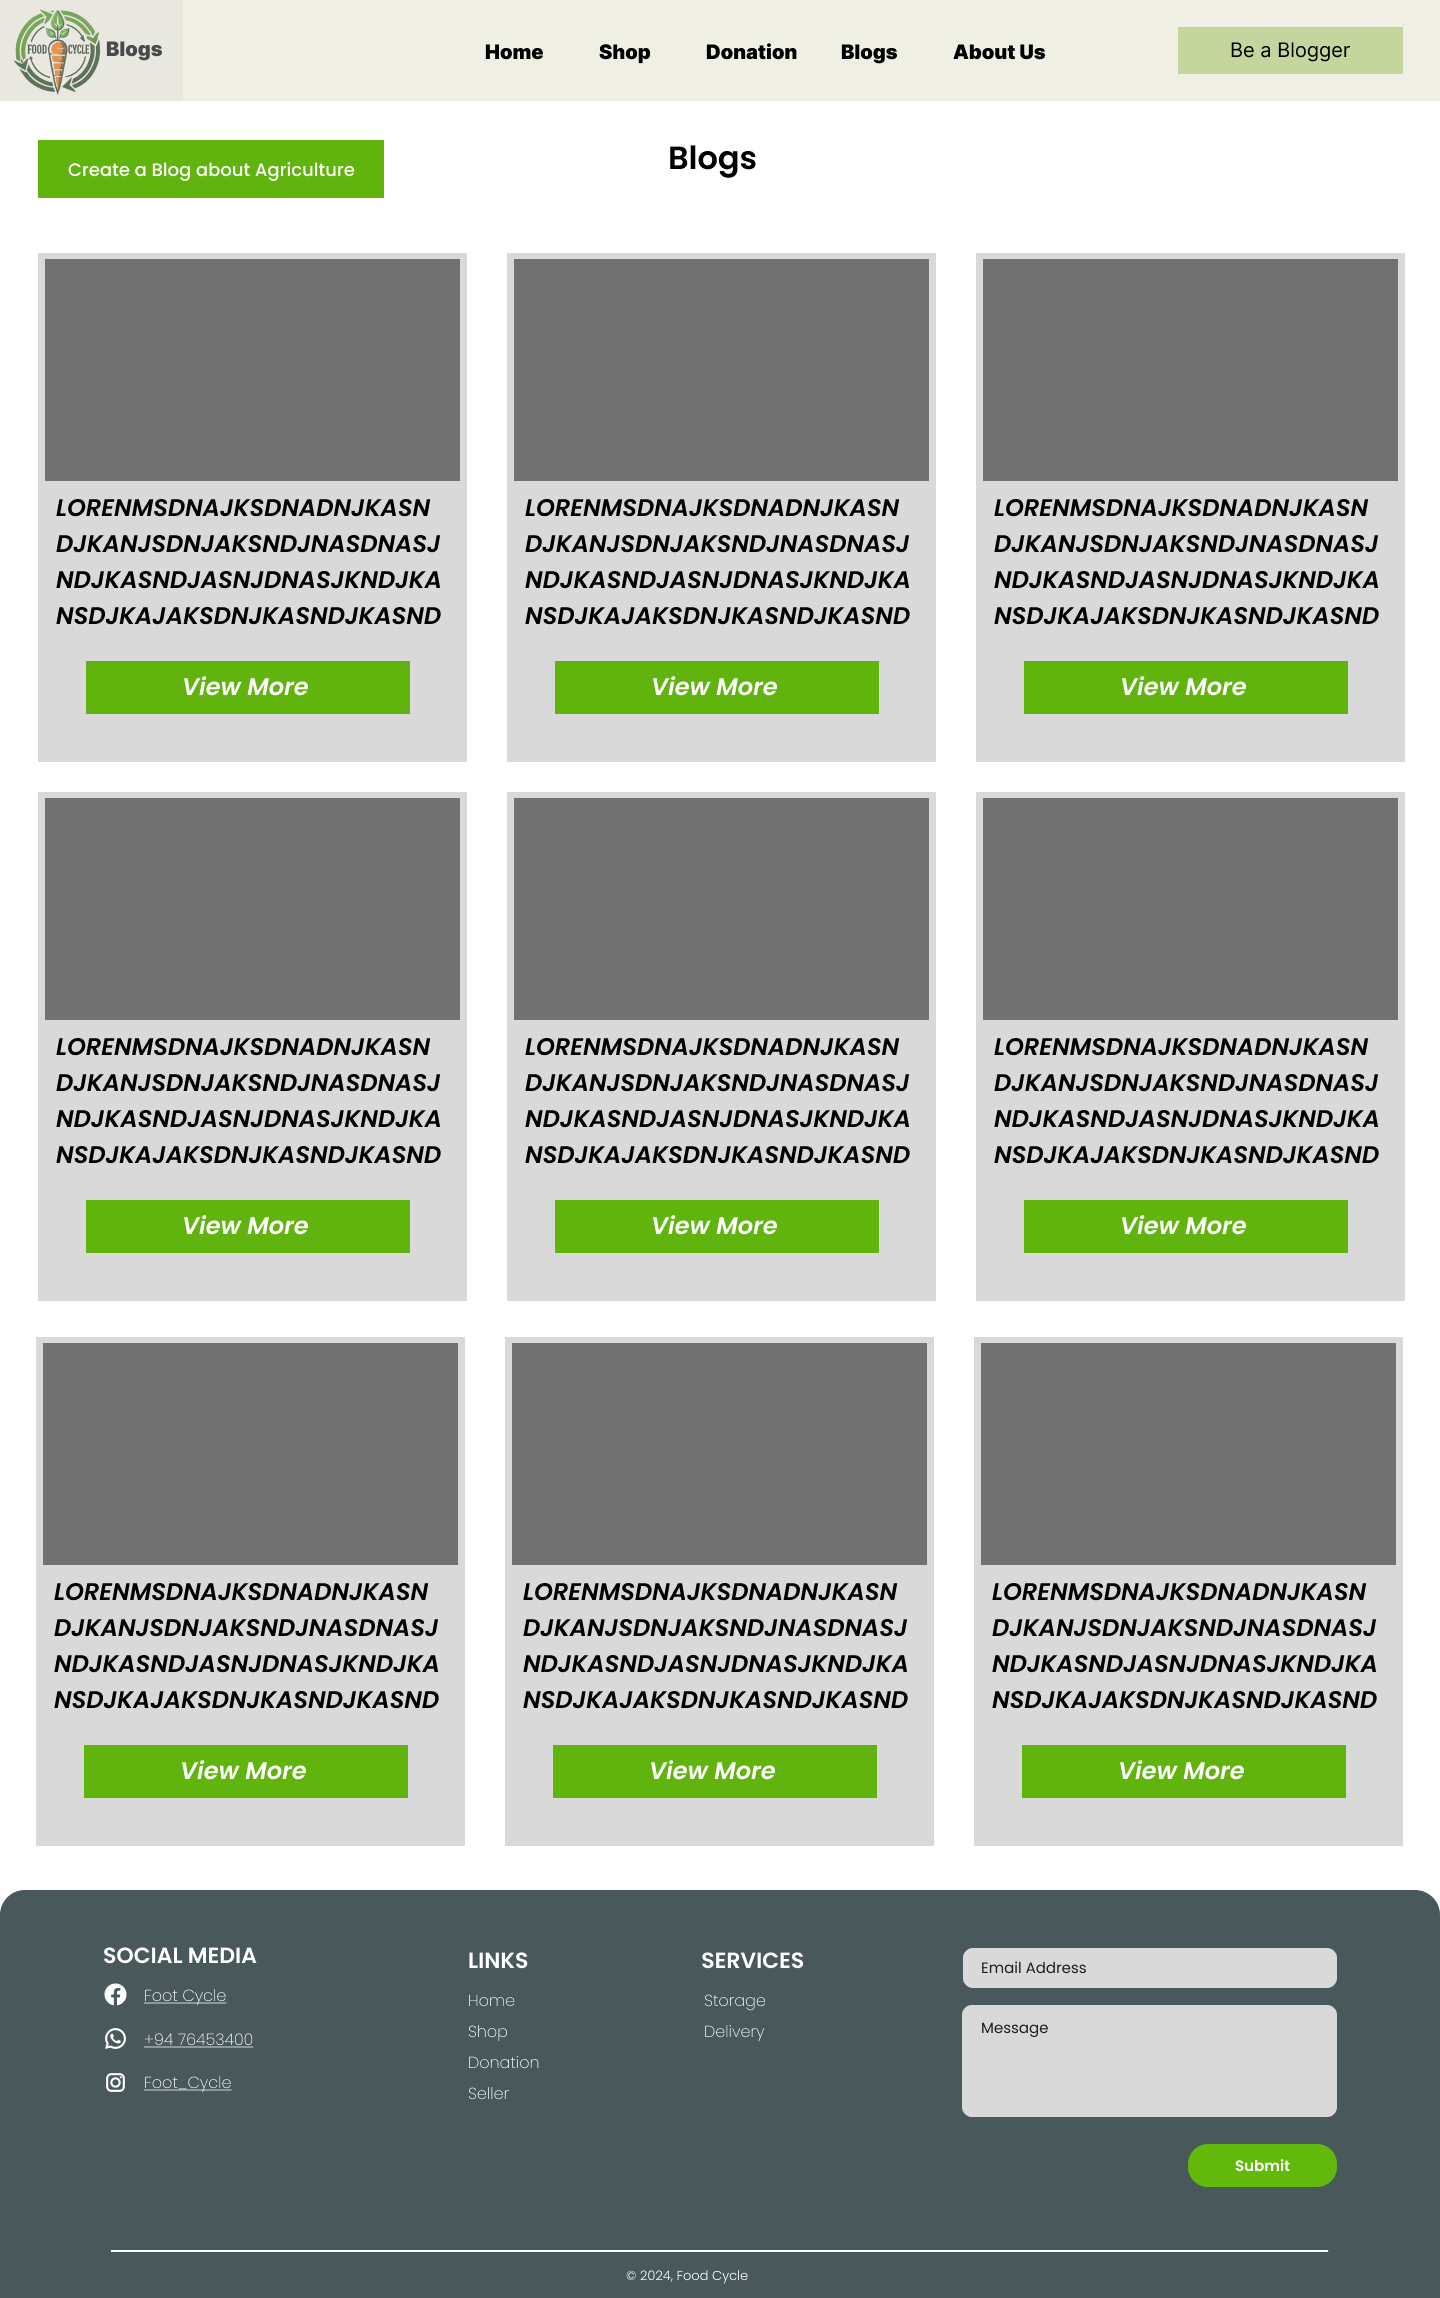 FOOD CYCLE
Blogs
Home Shop Donation Blogs About Us
Be a Blogger
Create a Blog about Agriculture
Blogs
LORENMSDNAJKSDNADNJKASN
DJKANJSDNJAKSNDJNASDNASJ
NDJKASNDJASNJDNASJKNDJKA
NSDJKAJAKSDNJKASNDJKASND
View More
LORENMSDNAJKSDNADNJKASN
DJKANJSDNJAKSNDJNASDNASJ
NDJKASNDJASNJDNASJKNDJKA
NSDJKAJAKSDNJKASNDJKASND
View More
LORENMSDNAJKSDNADNJKASN
DJKANJSDNJAKSNDJNASDNASJ
NDJKASNDJASNJDNASJKNDJKA
NSDJKAJAKSDNJKASNDJKASND
View More
LORENMSDNAJKSDNADNJKASN
DJKANJSDNJAKSNDJNASDNASJ
NDJKASNDJASNJDNASJKNDJKA
NSDJKAJAKSDNJKASNDJKASND
View More
LORENMSDNAJKSDNADNJKASN
DJKANJSDNJAKSNDJNASDNASJ
NDJKASNDJASNJDNASJKNDJKA
NSDJKAJAKSDNJKASNDJKASND
View More
LORENMSDNAJKSDNADNJKASN
DJKANJSDNJAKSNDJNASDNASJ
NDJKASNDJASNJDNASJKNDJKA
NSDJKAJAKSDNJKASNDJKASND
View More
LORENMSDNAJKSDNADNJKASN
DJKANJSDNJAKSNDJNASDNASJ
NDJKASNDJASNJDNASJKNDJKA
NSDJKAJAKSDNJKASNDJKASND
View More
LORENMSDNAJKSDNADNJKASN
DJKANJSDNJAKSNDJNASDNASJ
NDJKASNDJASNJDNASJKNDJKA
NSDJKAJAKSDNJKASNDJKASND
View More
LORENMSDNAJKSDNADNJKASN
DJKANJSDNJAKSNDJNASDNASJ
NDJKASNDJASNJDNASJKNDJKA
NSDJKAJAKSDNJKASNDJKASND
View More
SOCIAL MEDIA
Foot Cycle
+94 76453400
Foot_Cycle
LINKS
Home
Shop
Donation
Seller
SERVICES
Storage
Delivery
Email Address
Message
Submit
© 2024, Food Cycle